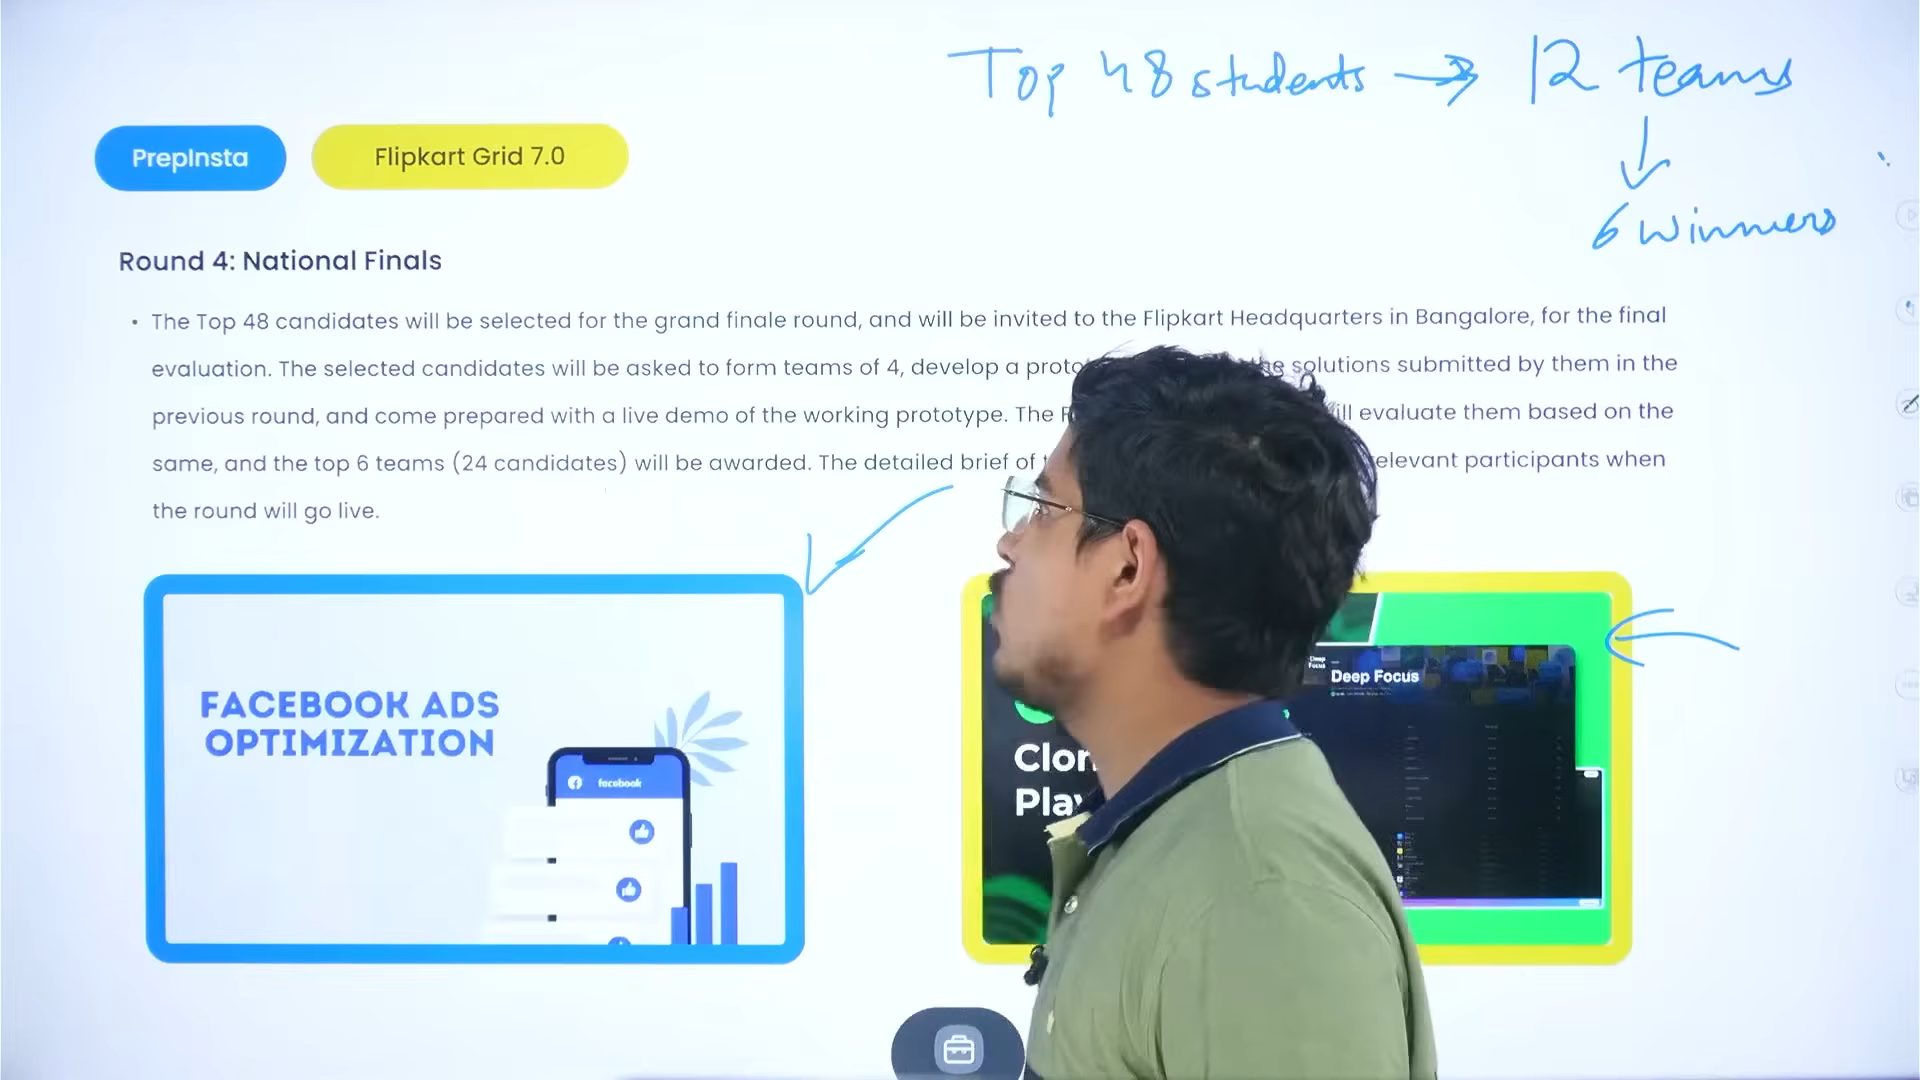 Top 48 students → 12 teams
↓
6 winners
PrepInsta
Flipkart Grid 7.0
Round 4: National Finals
• The Top 48 candidates will be selected for the grand finale round, and will be invited to the Flipkart Headquarters in Bangalore, for the final
evaluation. The selected candidates will be asked to form teams of 4, develop a the solutions submitted by them in the
previous round, and come prepared with a live demo of the working prototype. The will evaluate them based on the
same, and the top 6 teams (24 candidates) will be awarded. The detailed brief of relevant participants when
the round will go live.
FACEBOOK ADS
OPTIMIZATION
facebook
Deep Focus
Deep Focus